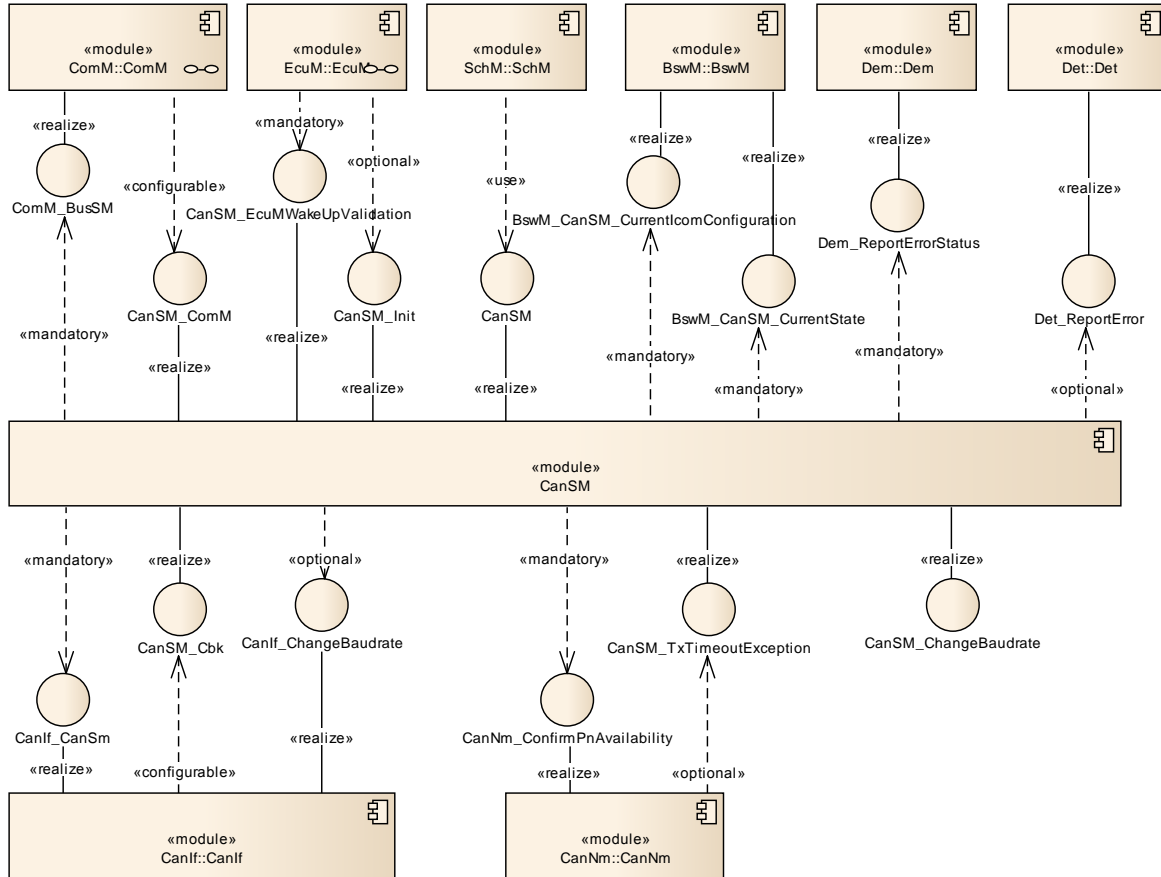 «module»
ComM::ComM
«module»
EcuM::EcuM
«module»
SchM::SchM
«module»
BswM::BswM
«module»
Dem::Dem
«module»
Det::Det
«realize»
«mandatory»
«realize»
«realize»
«realize»
«optional»
«configurable»
«use»
«realize»
«realize»
ComM_BusSM
CanSM_EcuMWakeUpValidation
BswM_CanSM_CurrentIcomConfiguration
Dem_ReportErrorStatus
CanSM_ComM
CanSM_Init
CanSM
BswM_CanSM_CurrentState
Det_ReportError
«mandatory»
«realize»
«mandatory»
«mandatory»
«realize»
«realize»
«realize»
«mandatory»
«optional»
«module»
CanSM
«mandatory»
«realize»
«optional»
«mandatory»
«realize»
«realize»
CanSM_Cbk
CanIf_ChangeBaudrate
CanSM_TxTimeoutException
CanSM_ChangeBaudrate
CanIf_CanSm
CanNm_ConfirmPnAvailability
«realize»
«realize»
«configurable»
«realize»
«optional»
«module»
CanIf::CanIf
«module»
CanNm::CanNm